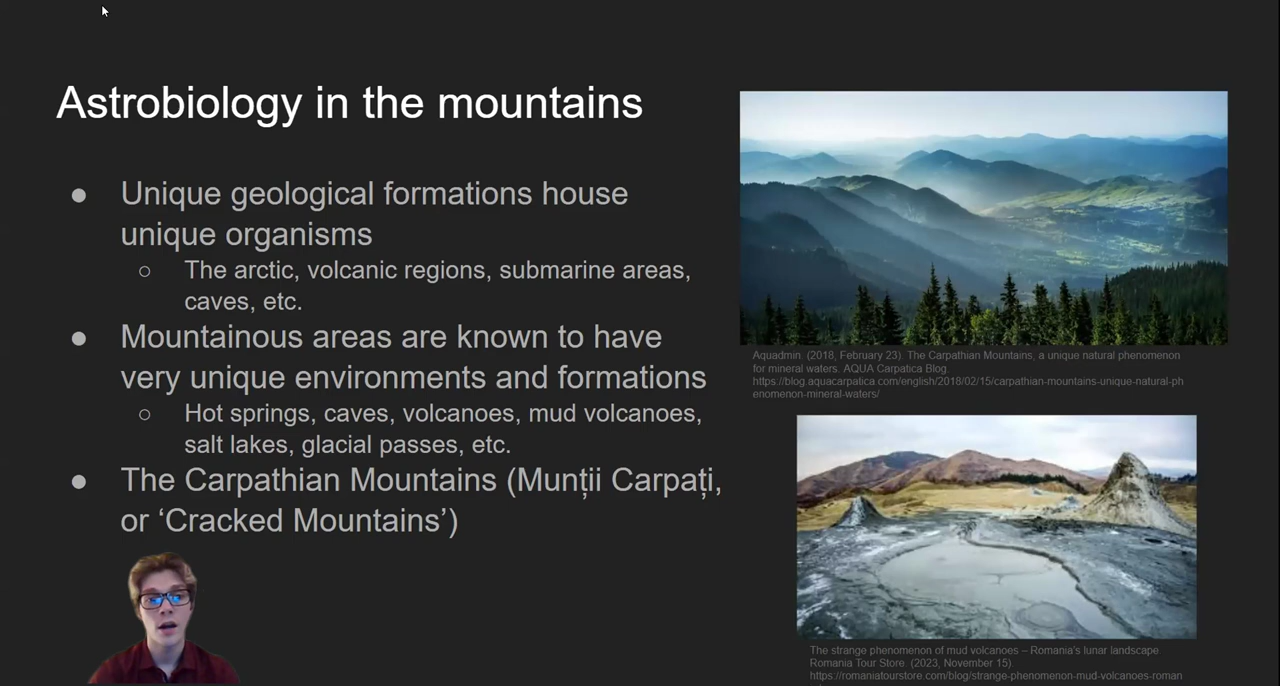 Astrobiology in the mountains
● Unique geological formations house
unique organisms
○ The arctic, volcanic regions, submarine areas,
caves, etc.
● Mountainous areas are known to have
very unique environments and formations
○ Hot springs, caves, volcanoes, mud volcanoes,
salt lakes, glacial passes, etc.
● The Carpathian Mountains (Munții Carpați,
or ‘Cracked Mountains’)
Aquadmin. (2018, February 23). The Carpathian Mountains, a unique natural phenomenon
for mineral waters. AQUA Carpatica Blog.
https://blog.aquacarpatica.com/english/2018/02/15/carpathian-mountains-unique-natural-ph
enomenon-mineral-waters/
The strange phenomenon of mud volcanoes – Romania’s lunar landscape
Romania Tour Store. (2023, November 15).
https://romaniatourstore.com/blog/strange-phenomenon-mud-volcanoes-roman